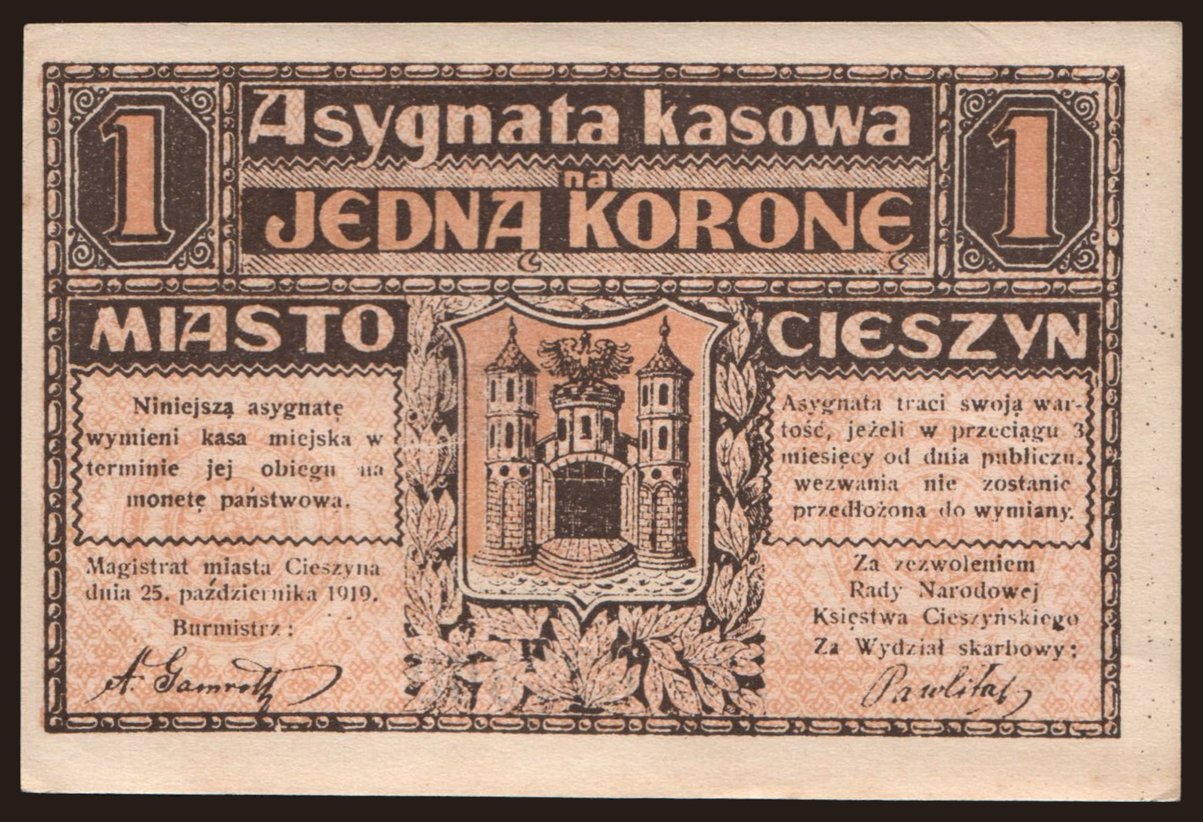 1
Asygnata kasowa
na
JEDNĄ KORONĘ
1
MIASTO
CIESZYN
Niniejszą asygnatę
wymieni kasa miejska w
terminie jej obiegu na
monetę państwowa.
Magistrat miasta Cieszyna
dnia 25. października 1919.
Burmistrz:
A. Gamroth
Asygnata traci swoją war-
tość, jeżeli w przeciągu 3
miesięcy od dnia publiczn.
wezwania nie zostanie
przedłożona do wymiany.
Za zezwoleniem
Rady Narodowej
Księstwa Cieszyńskiego
Za Wydział skarbowy: